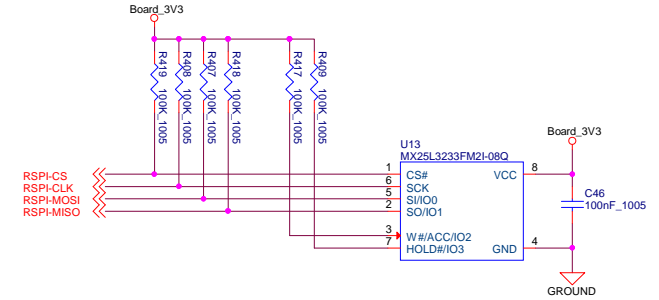 Board_3V3
R419 100K_1005
R408 100K_1005
R407 100K_1005
R418 100K_1005
R417 100K_1005
R409 100K_1005
U13
MX25L3233FM2I-08Q
Board_3V3
RSPI-CS 1 CS# VCC 8
RSPI-CLK 6 SCK
RSPI-MOSI 5 SI/IO0
RSPI-MISO 2 SO/IO1
C46
100nF_1005
3 W#/ACC/IO2
7 HOLD#/IO3 GND 4
GROUND